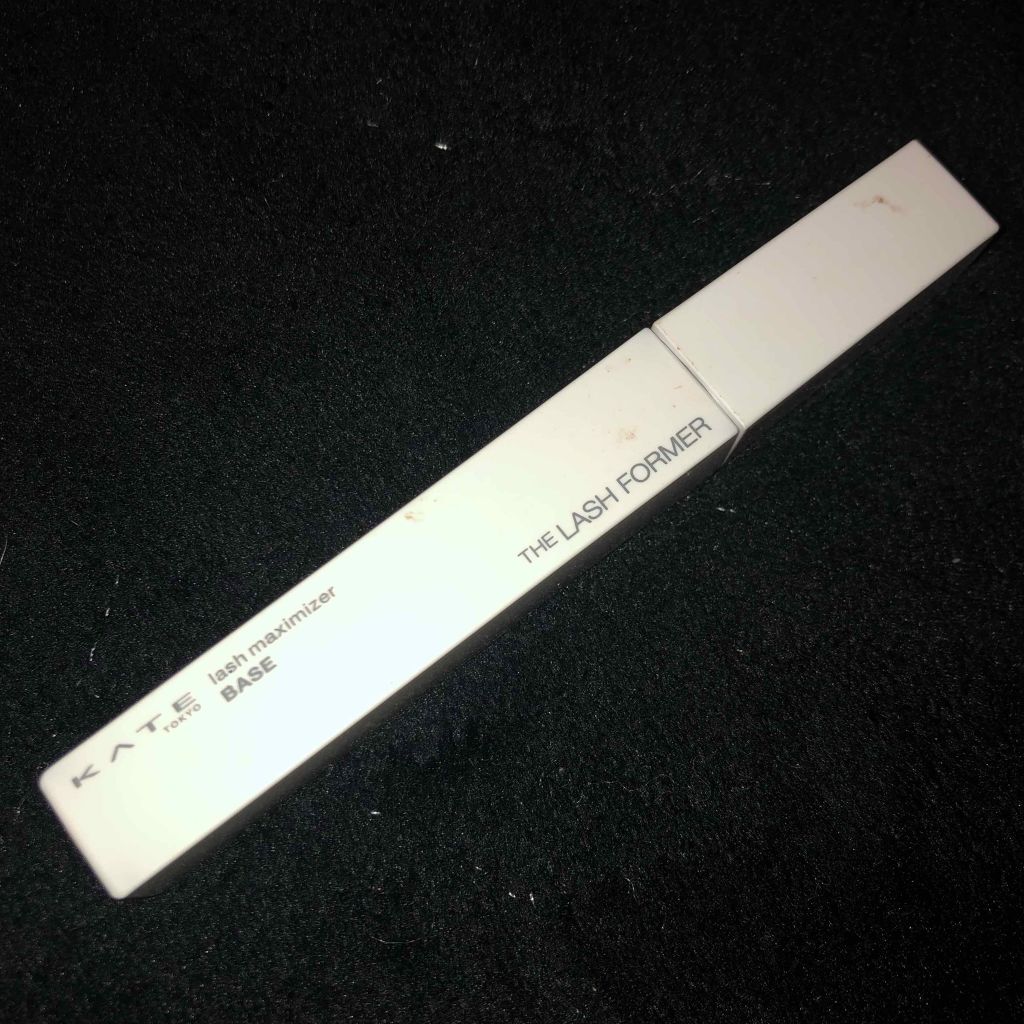 KATE
TOKYO
lash maximizer
BASE
THE LASH FORMER